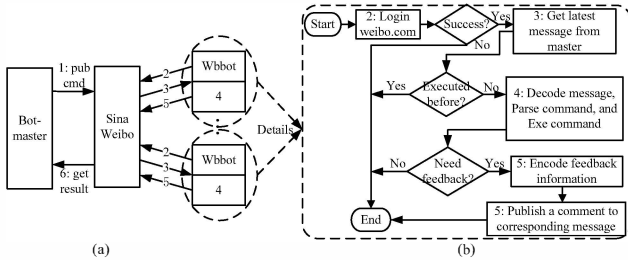 1: pub
cmd
Bot-
master
6: get
result
Sina
Weibo
2
3
5
Wbbot
4
2
3
5
Wbbot
4
Details
(a)
Start
2: Login
weibo.com
Success?
Yes
No
3: Get latest
message from
master
Executed
before?
Yes
No
4: Decode message,
Parse command, and
Exe command
Need
feedback?
No
Yes
5: Encode feedback
information
5: Publish a comment to
corresponding message
End
(b)